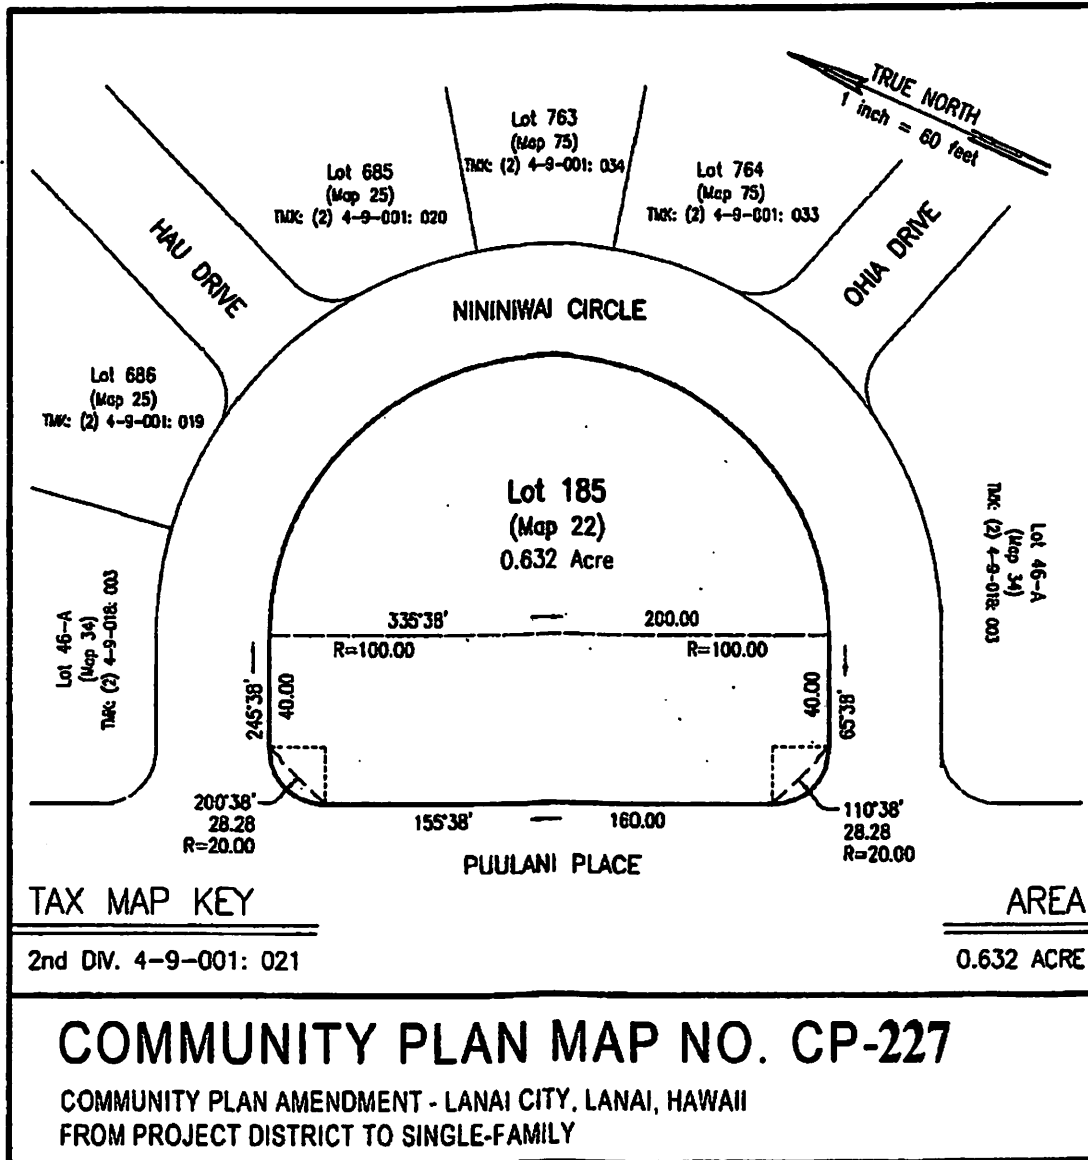 TRUE NORTH
1 inch = 60 feet
Lot 763
(Map 75)
TMK: (2) 4-9-001: 034
Lot 685
(Map 25)
TMK: (2) 4-9-001: 020
Lot 764
(Map 75)
TMK: (2) 4-9-001: 033
HAU DRIVE
OHIA DRIVE
NININIWAI CIRCLE
Lot 686
(Map 25)
TMK: (2) 4-9-001: 019
Lot 185
(Map 22)
0.632 Acre
Lot 46-A
(Map 34)
TMK: (2) 4-9-018: 003
Lot 46-A
(Map 34)
TMK: (2) 4-9-018: 003
335°38' 200.00
R=100.00 R=100.00
245°38'
40.00
40.00
65°38'
200°38'
28.28
R=20.00
155°38' 160.00
110°38'
28.28
R=20.00
PUULANI PLACE
TAX MAP KEY
2nd DIV. 4-9-001: 021
AREA
0.632 ACRE
COMMUNITY PLAN MAP NO. CP-227
COMMUNITY PLAN AMENDMENT - LANAI CITY, LANAI, HAWAII
FROM PROJECT DISTRICT TO SINGLE-FAMILY